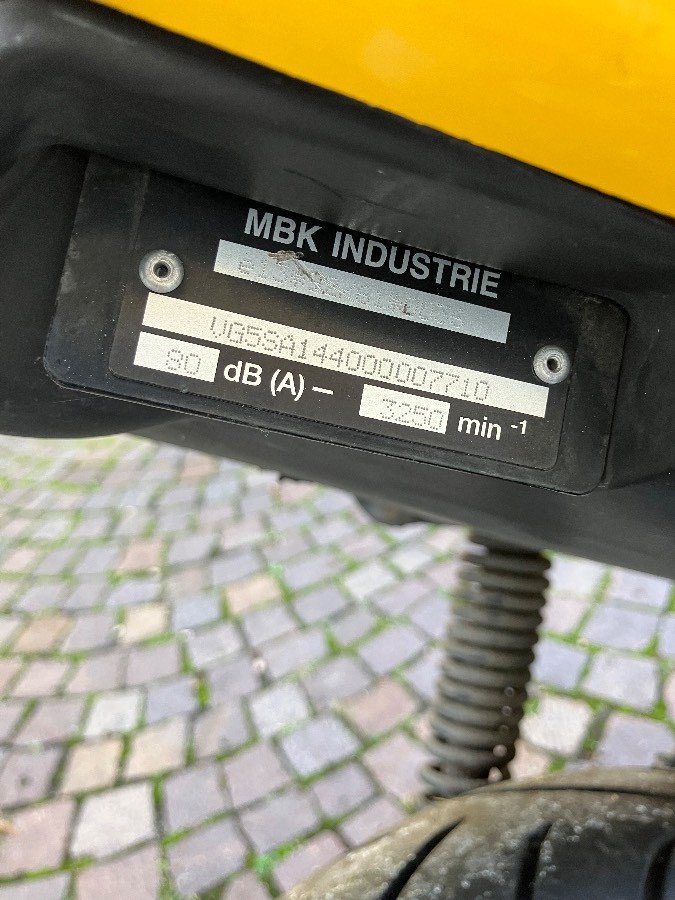 MBK INDUSTRIE
VG5SA144000007710
80 dB (A) – 3250 min -1